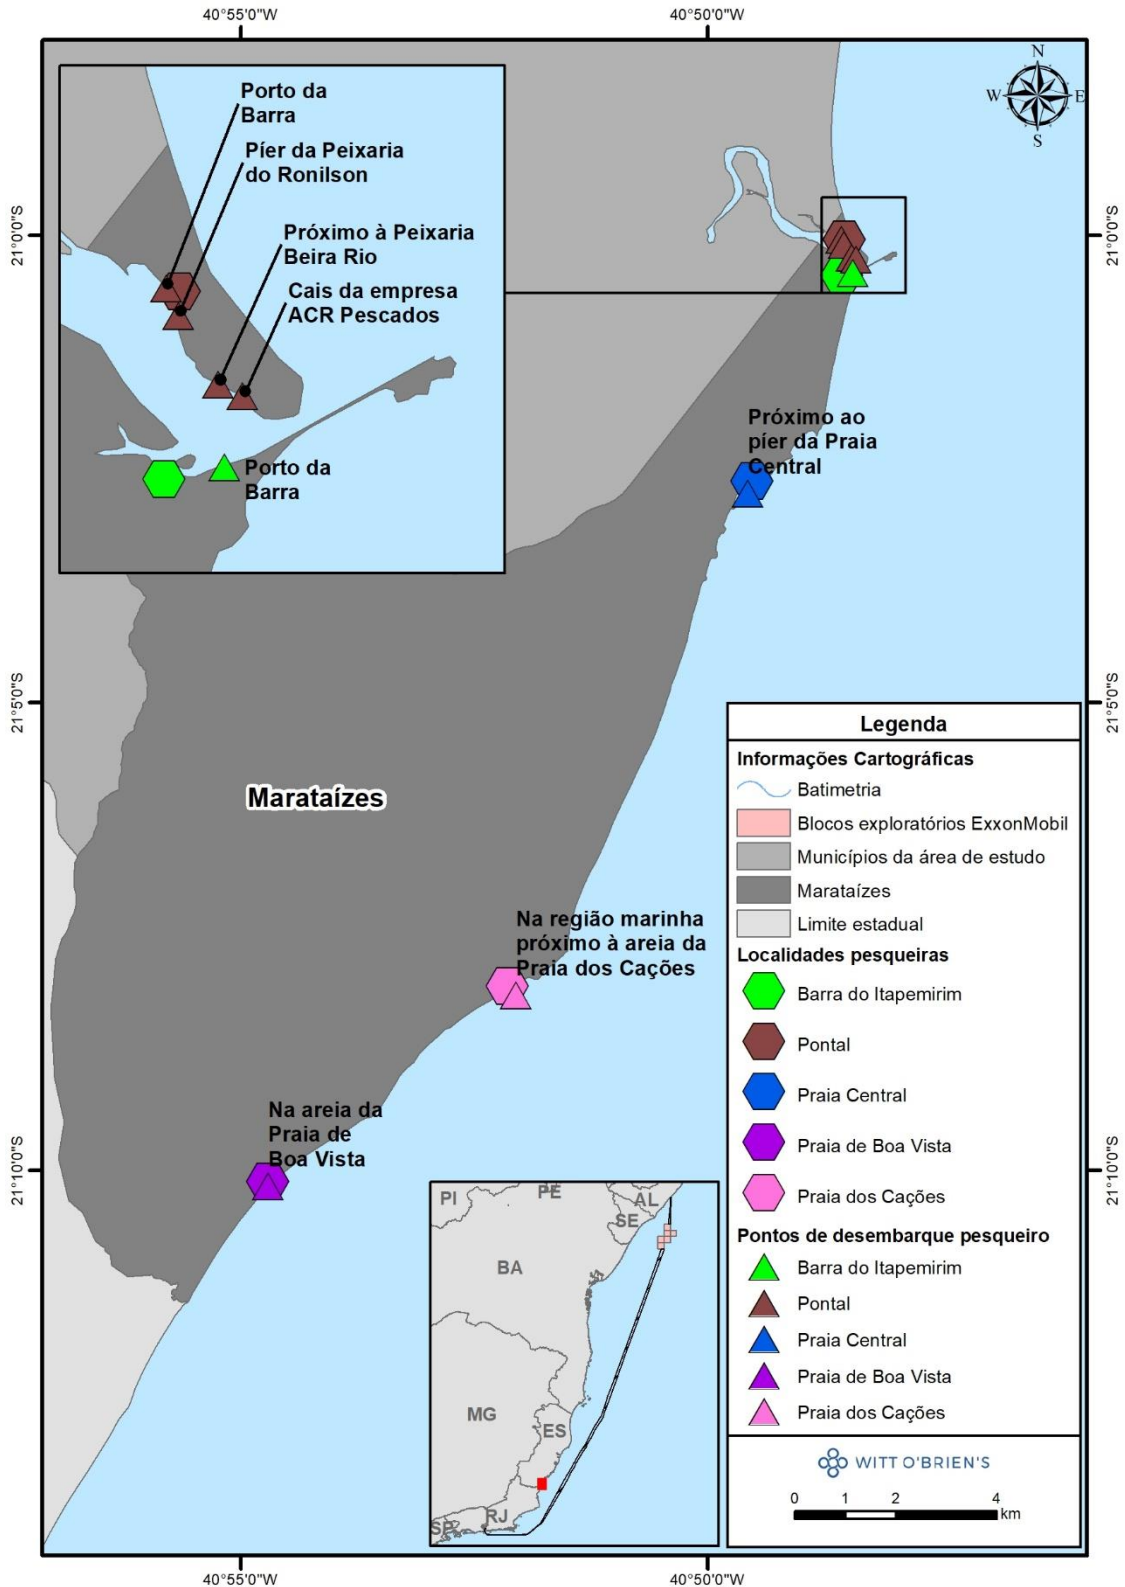 40°55'0"W
40°50'0"W
N
W
E
S
Porto da
Barra
Píer da Peixaria
do Ronilson
Próximo à Peixaria
Beira Rio
Cais da empresa
ACR Pescados
Porto da
Barra
21°0'0"S
21°0'0"S
Próximo ao
píer da Praia
Central
21°5'0"S
21°5'0"S
Marataízes
Na região marinha
próximo à areia da
Praia dos Cações
Na areia da
Praia de
Boa Vista
21°10'0"S
21°10'0"S
PI
PE
AL
SE
BA
MG
ES
RJ
SP
Legenda
Informações Cartográficas
Batimetria
Blocos exploratórios ExxonMobil
Municípios da área de estudo
Marataízes
Limite estadual
Localidades pesqueiras
Barra do Itapemirim
Pontal
Praia Central
Praia de Boa Vista
Praia dos Cações
Pontos de desembarque pesqueiro
Barra do Itapemirim
Pontal
Praia Central
Praia de Boa Vista
Praia dos Cações
WITT O'BRIEN'S
0 1 2 4
km
40°55'0"W
40°50'0"W